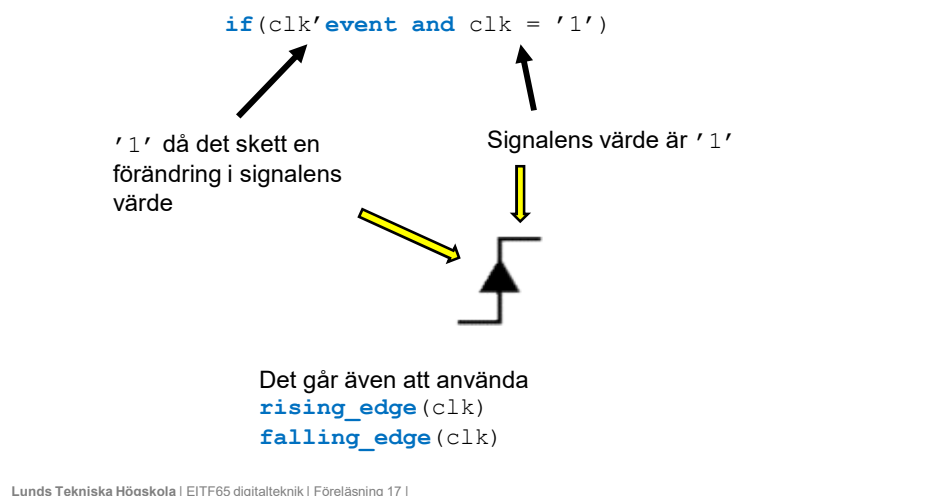 if(clk'event and clk = '1')
'1' då det skett en
förändring i signalens
värde
Signalens värde är '1'
Det går även att använda
rising_edge(clk)
falling_edge(clk)
Lunds Tekniska Högskola | EITF65 digitalteknik | Föreläsning 17 |